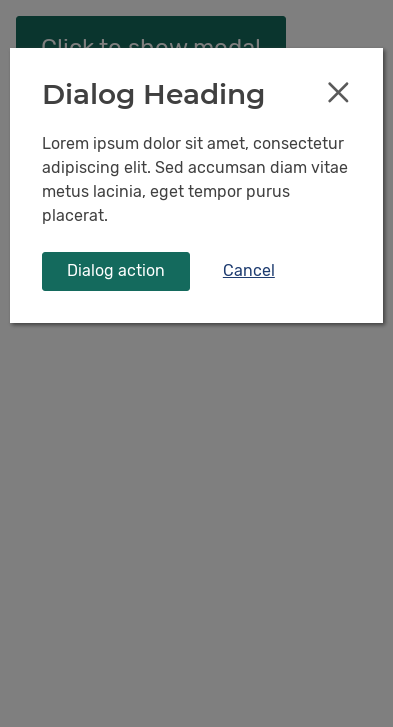 Click to show modal
Dialog Heading
Lorem ipsum dolor sit amet, consectetur
adipiscing elit. Sed accumsan diam vitae
metus lacinia, eget tempor purus
placerat.
Dialog action
Cancel